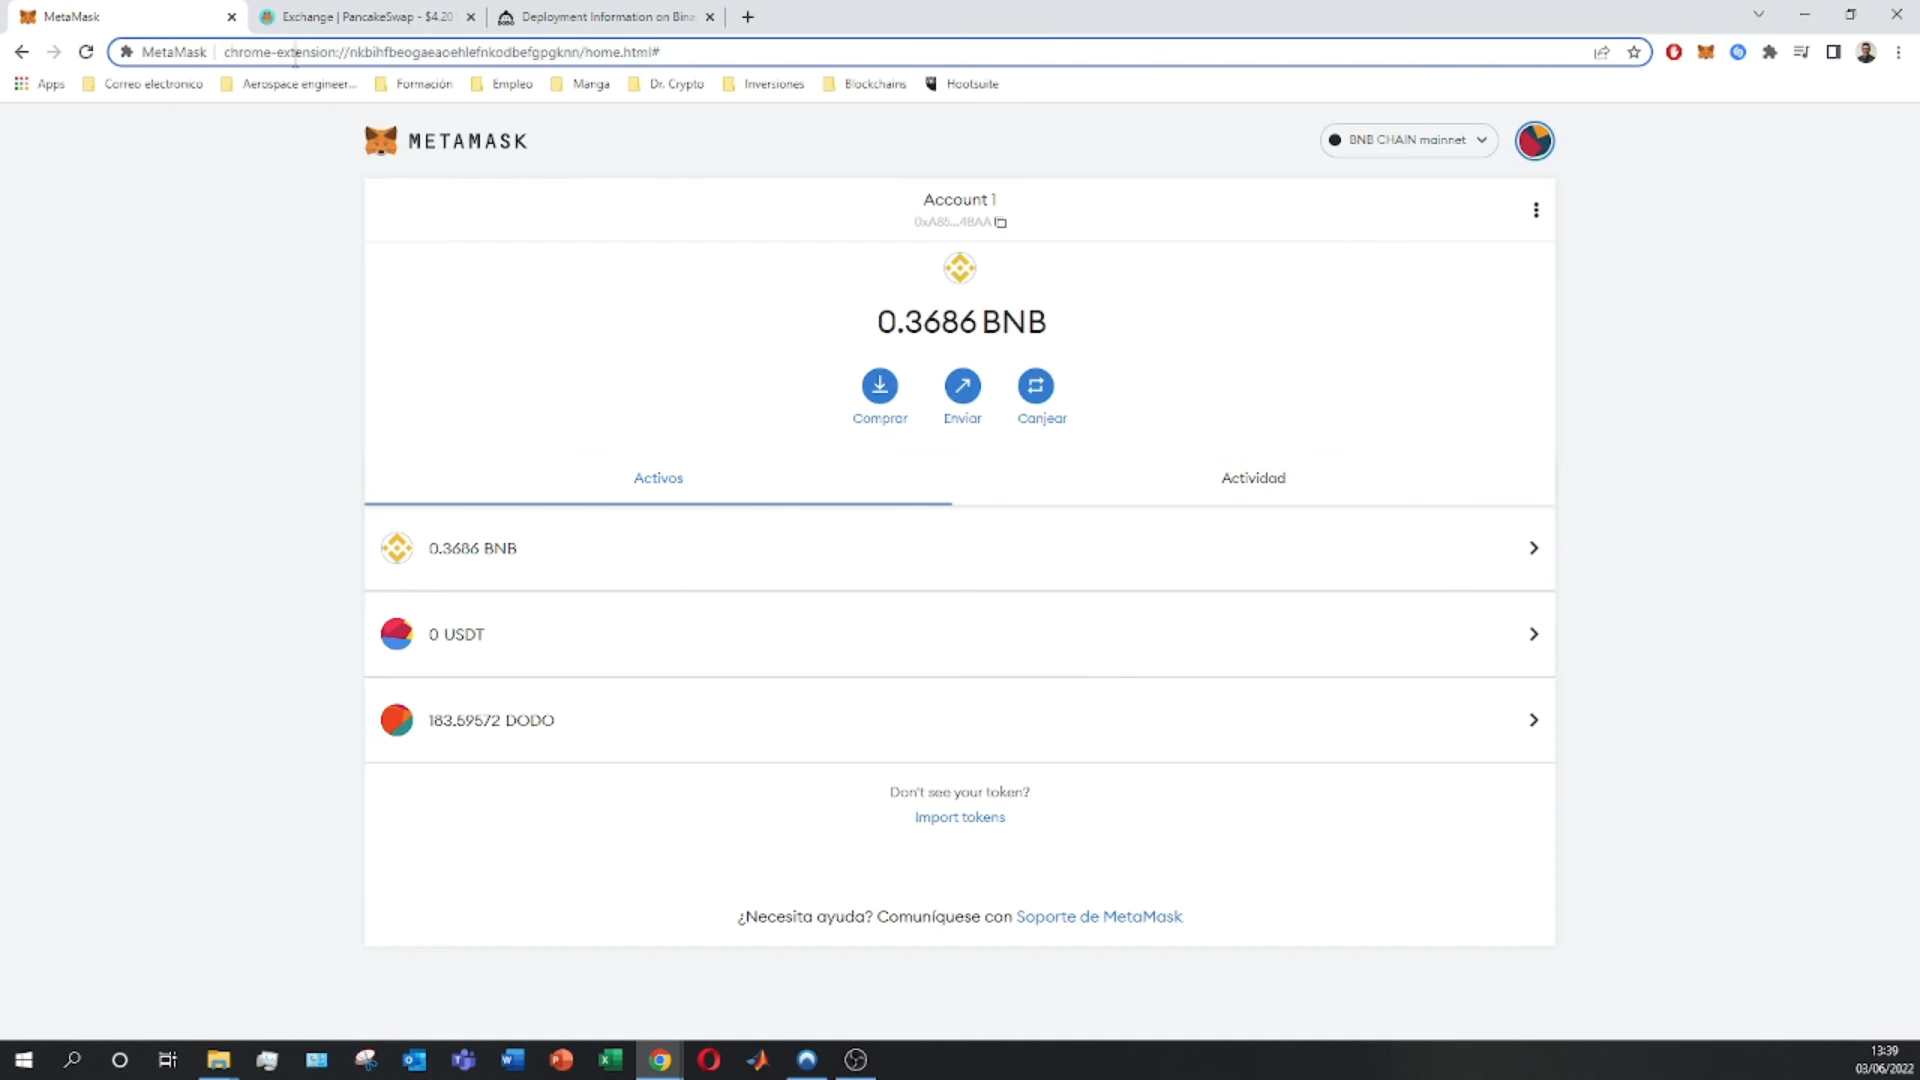 MetaMask
Exchange | PancakeSwap - $4.20
Deployment Information on Bina
MetaMask
chrome-extension://nkbihfbeogaeaoehlefnkodbefgpgknn/home.html#
Apps
Correo electronico
Aerospace engineer...
Formación
Empleo
Manga
Dr. Crypto
Inversiones
Blockchains
Hootsuite
METAMASK
BNB CHAIN mainnet
Account 1
0xA85...4BAA
0.3686 BNB
Comprar
Enviar
Canjear
Activos
Actividad
0.3686 BNB
0 USDT
183.59572 DODO
Don't see your token?
Import tokens
¿Necesita ayuda? Comuníquese con Soporte de MetaMask
13:39
03/06/2022